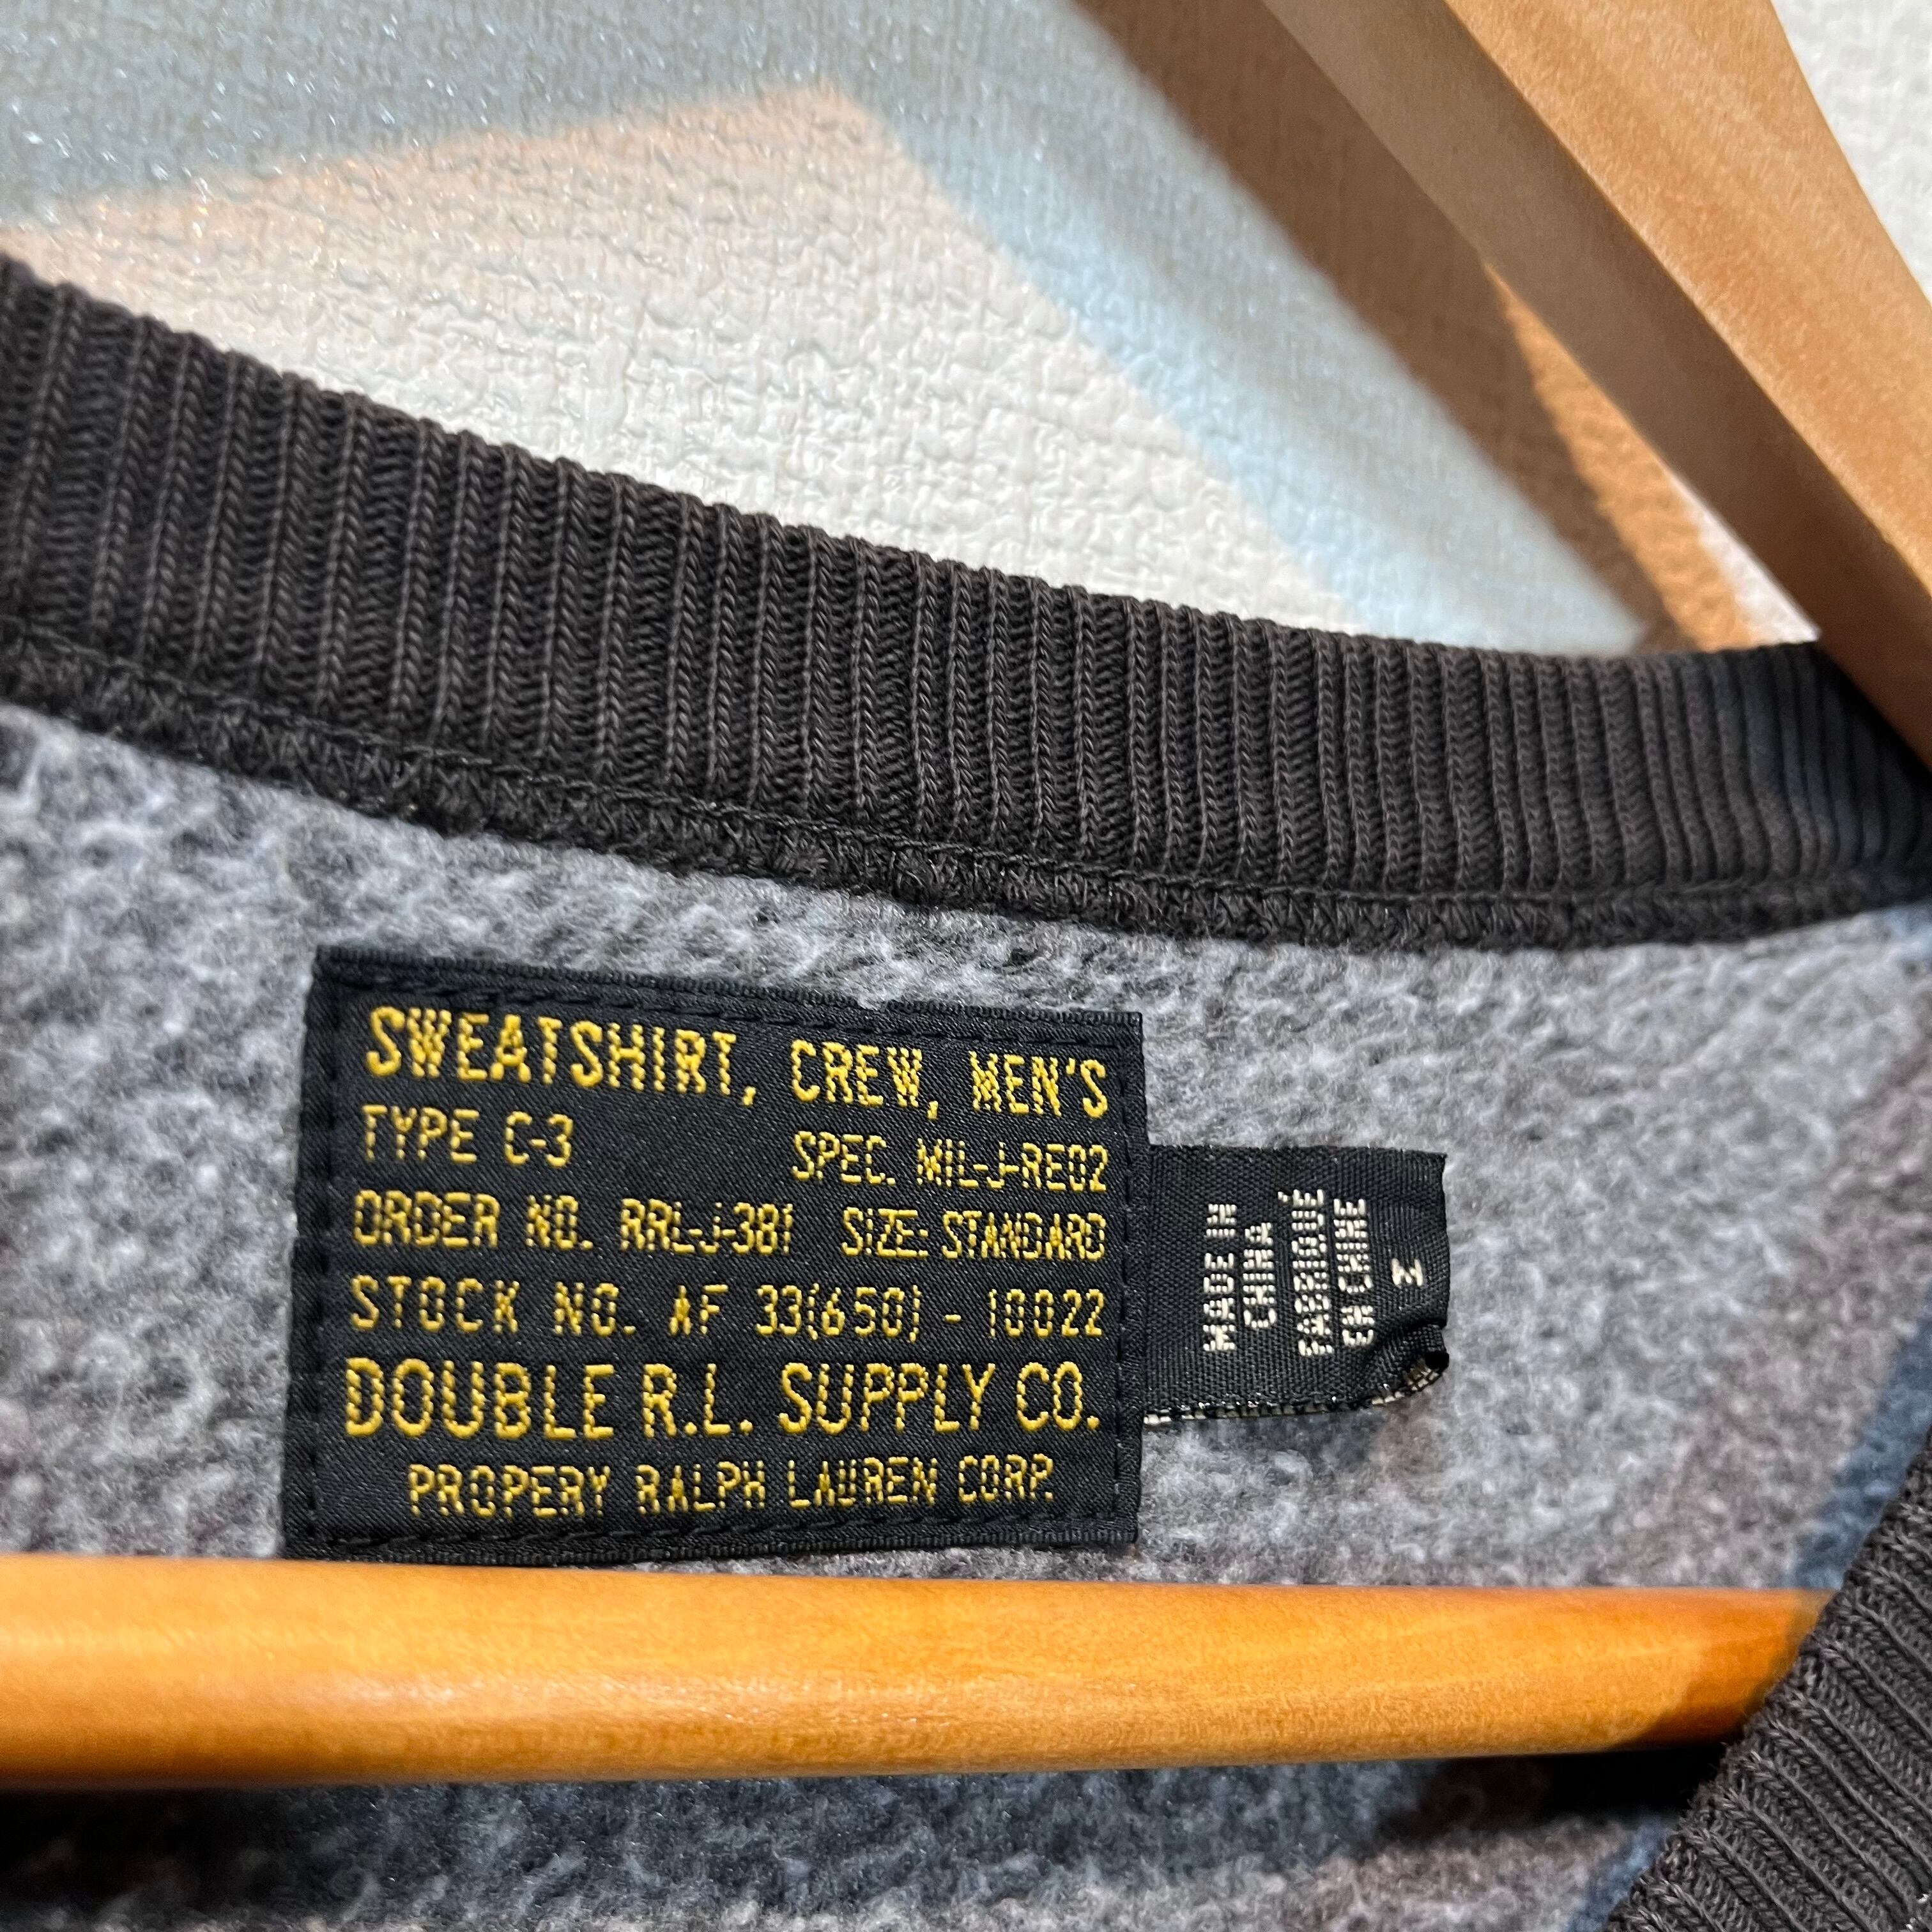 SWEATSHIRT, CREW, MEN'S
TYPE C-3 SPEC. MIL-J-RE02
ORDER NO. RRL-J-381 SIZE: STANDARD
STOCK NO. AF 33(650) - 10022
DOUBLE R.L. SUPPLY CO.
PROPERY RALPH LAUREN CORP.
MADE IN
CHINA
FABRIQUÉ
EN CHINE
M